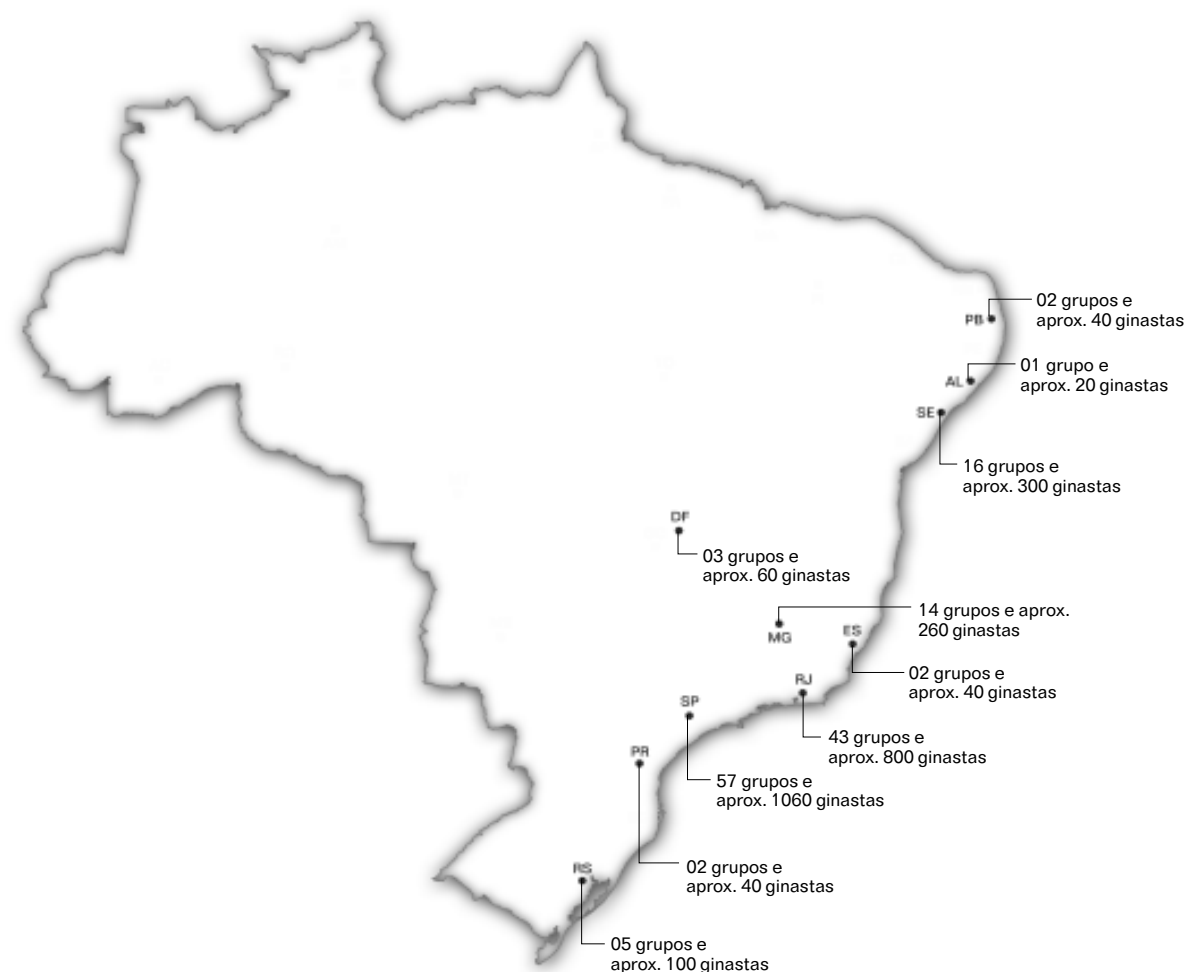 02 grupos e
PB
aprox. 40 ginastas
01 grupo e
AL
aprox. 20 ginastas
SE
16 grupos e
aprox. 300 ginastas
DF
03 grupos e
aprox. 60 ginastas
14 grupos e aprox.
260 ginastas
MG
ES
02 grupos e
aprox. 40 ginastas
RJ
SP
43 grupos e
aprox. 800 ginastas
PR
57 grupos e
aprox. 1060 ginastas
02 grupos e
aprox. 40 ginastas
RS
05 grupos e
aprox. 100 ginastas